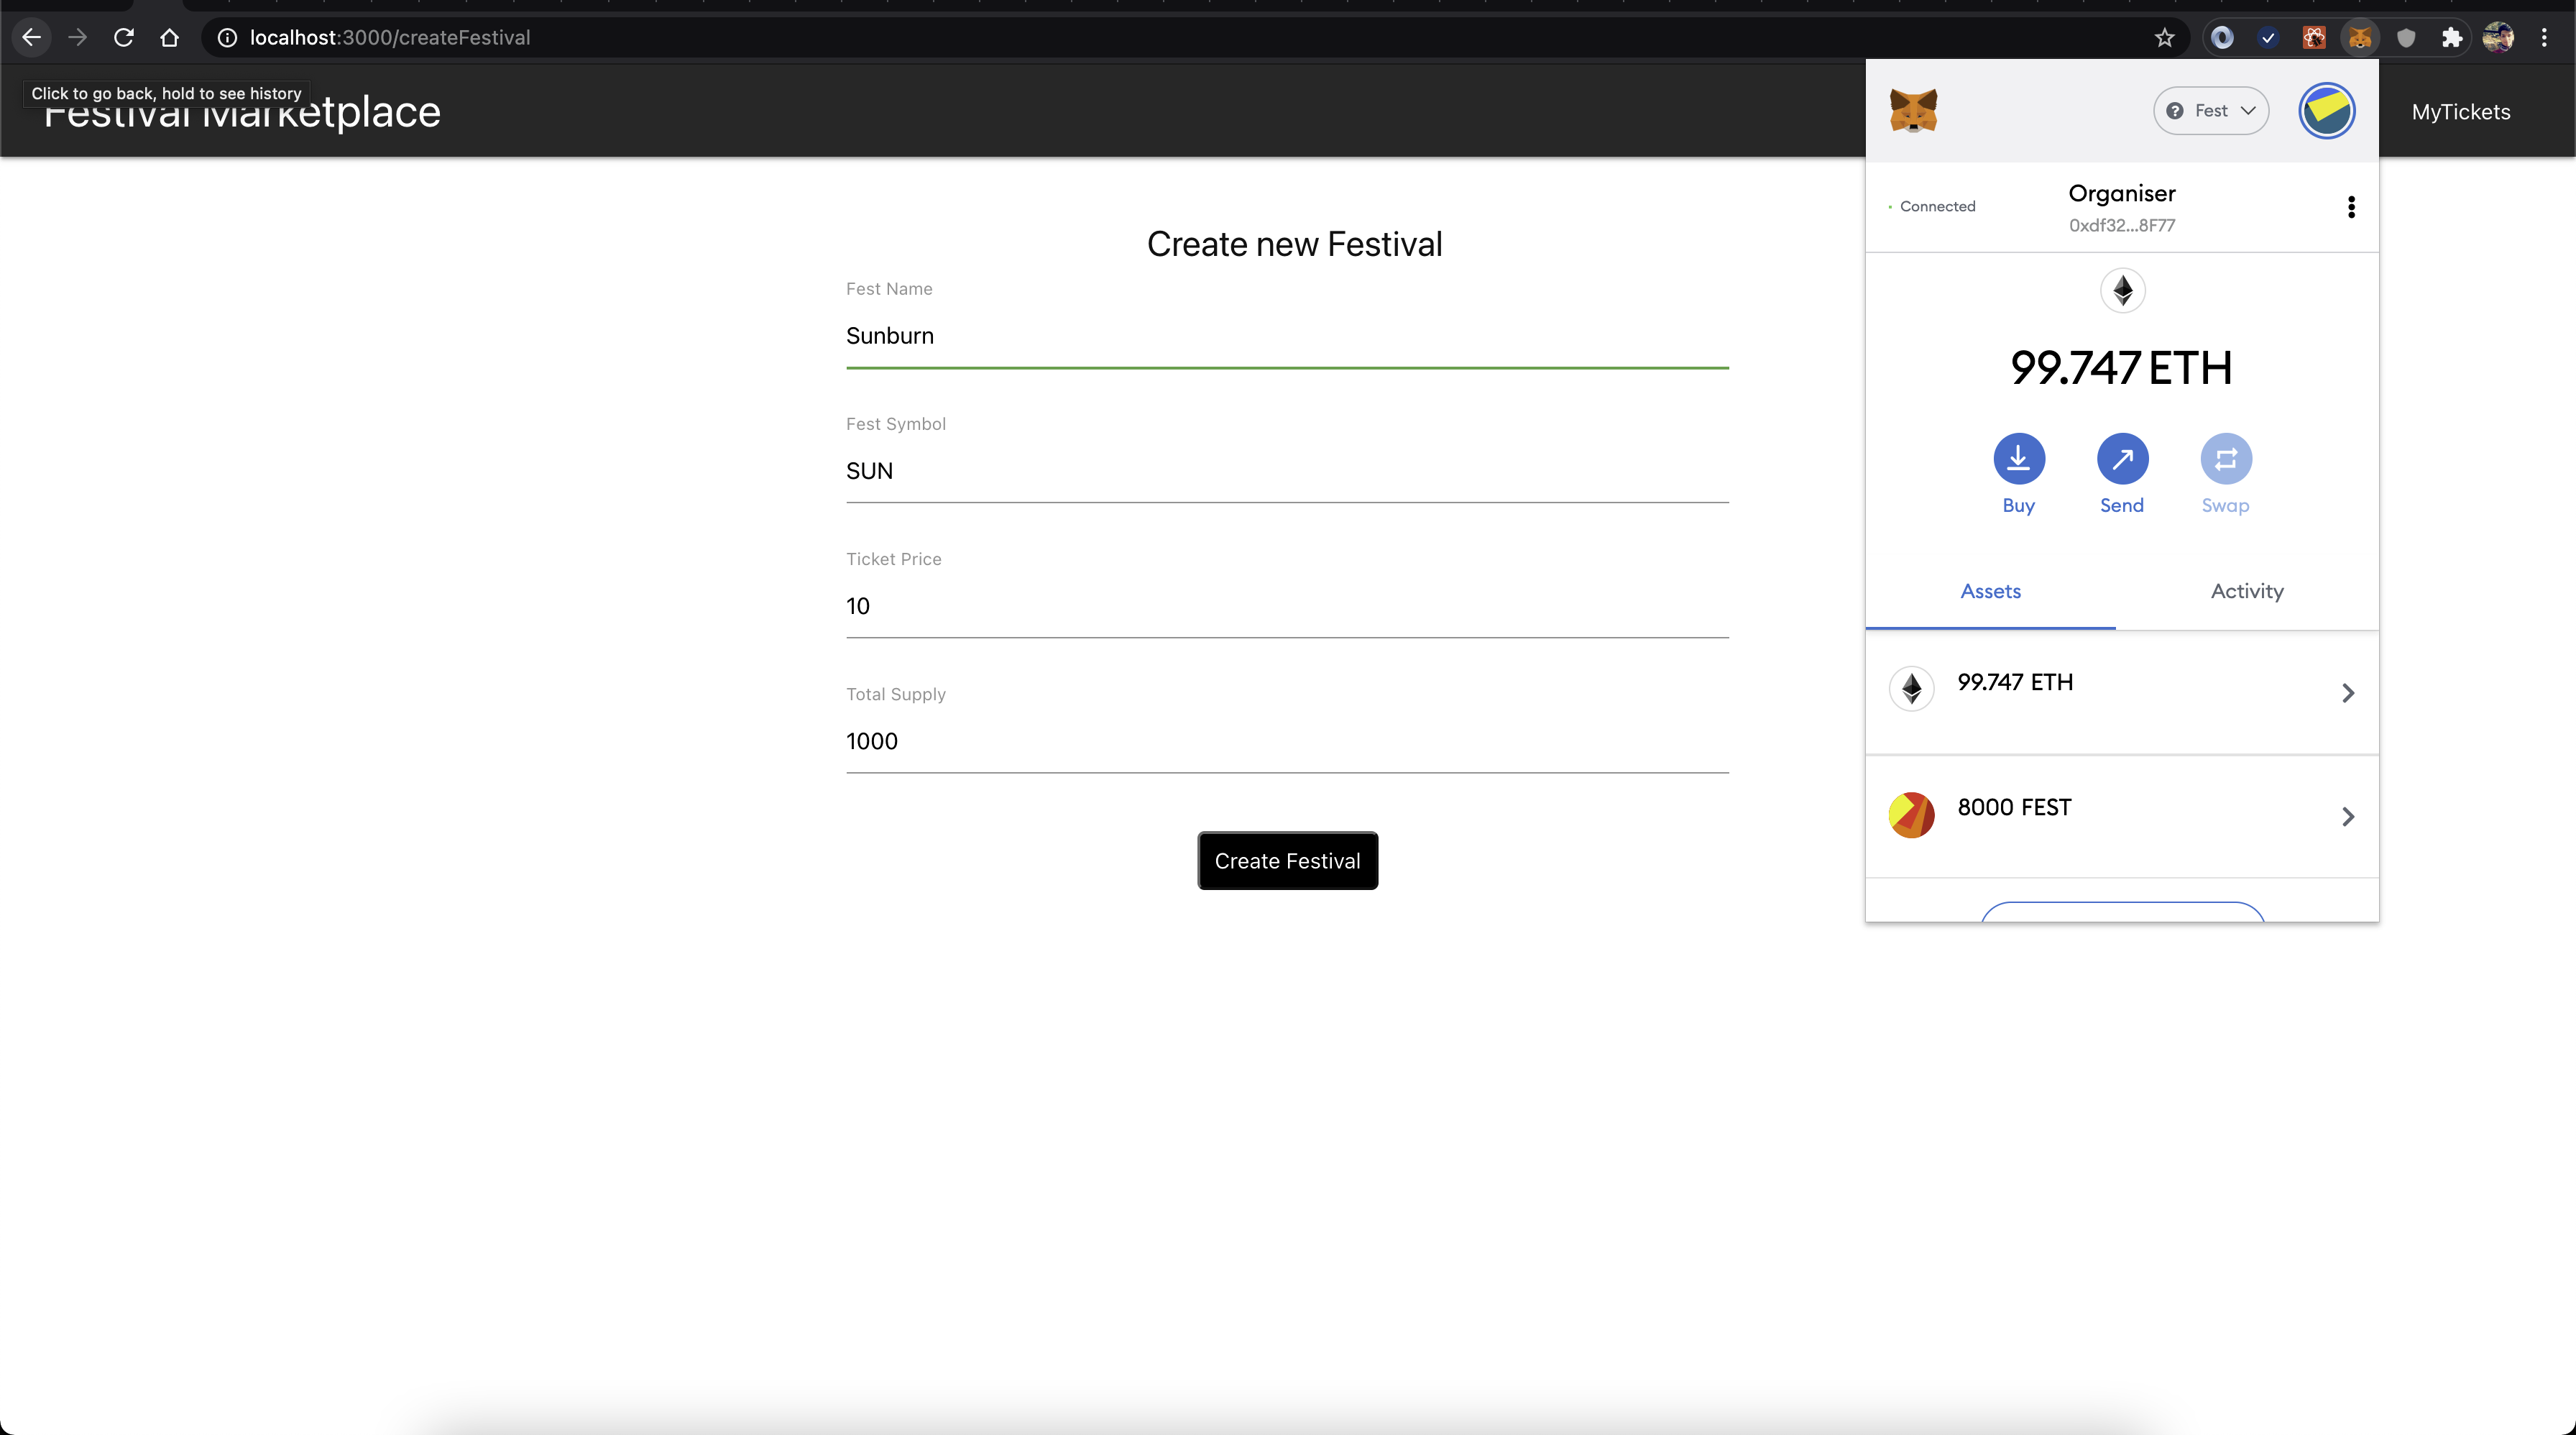 localhost:3000/createFestival
Click to go back, hold to see history
Festival Marketplace
MyTickets
Create new Festival
Fest Name
Sunburn
Fest Symbol
SUN
Ticket Price
10
Total Supply
1000
Create Festival
Fest
Connected
Organiser
0xdf32...8F77
99.747 ETH
Buy
Send
Swap
Assets
Activity
99.747 ETH
8000 FEST